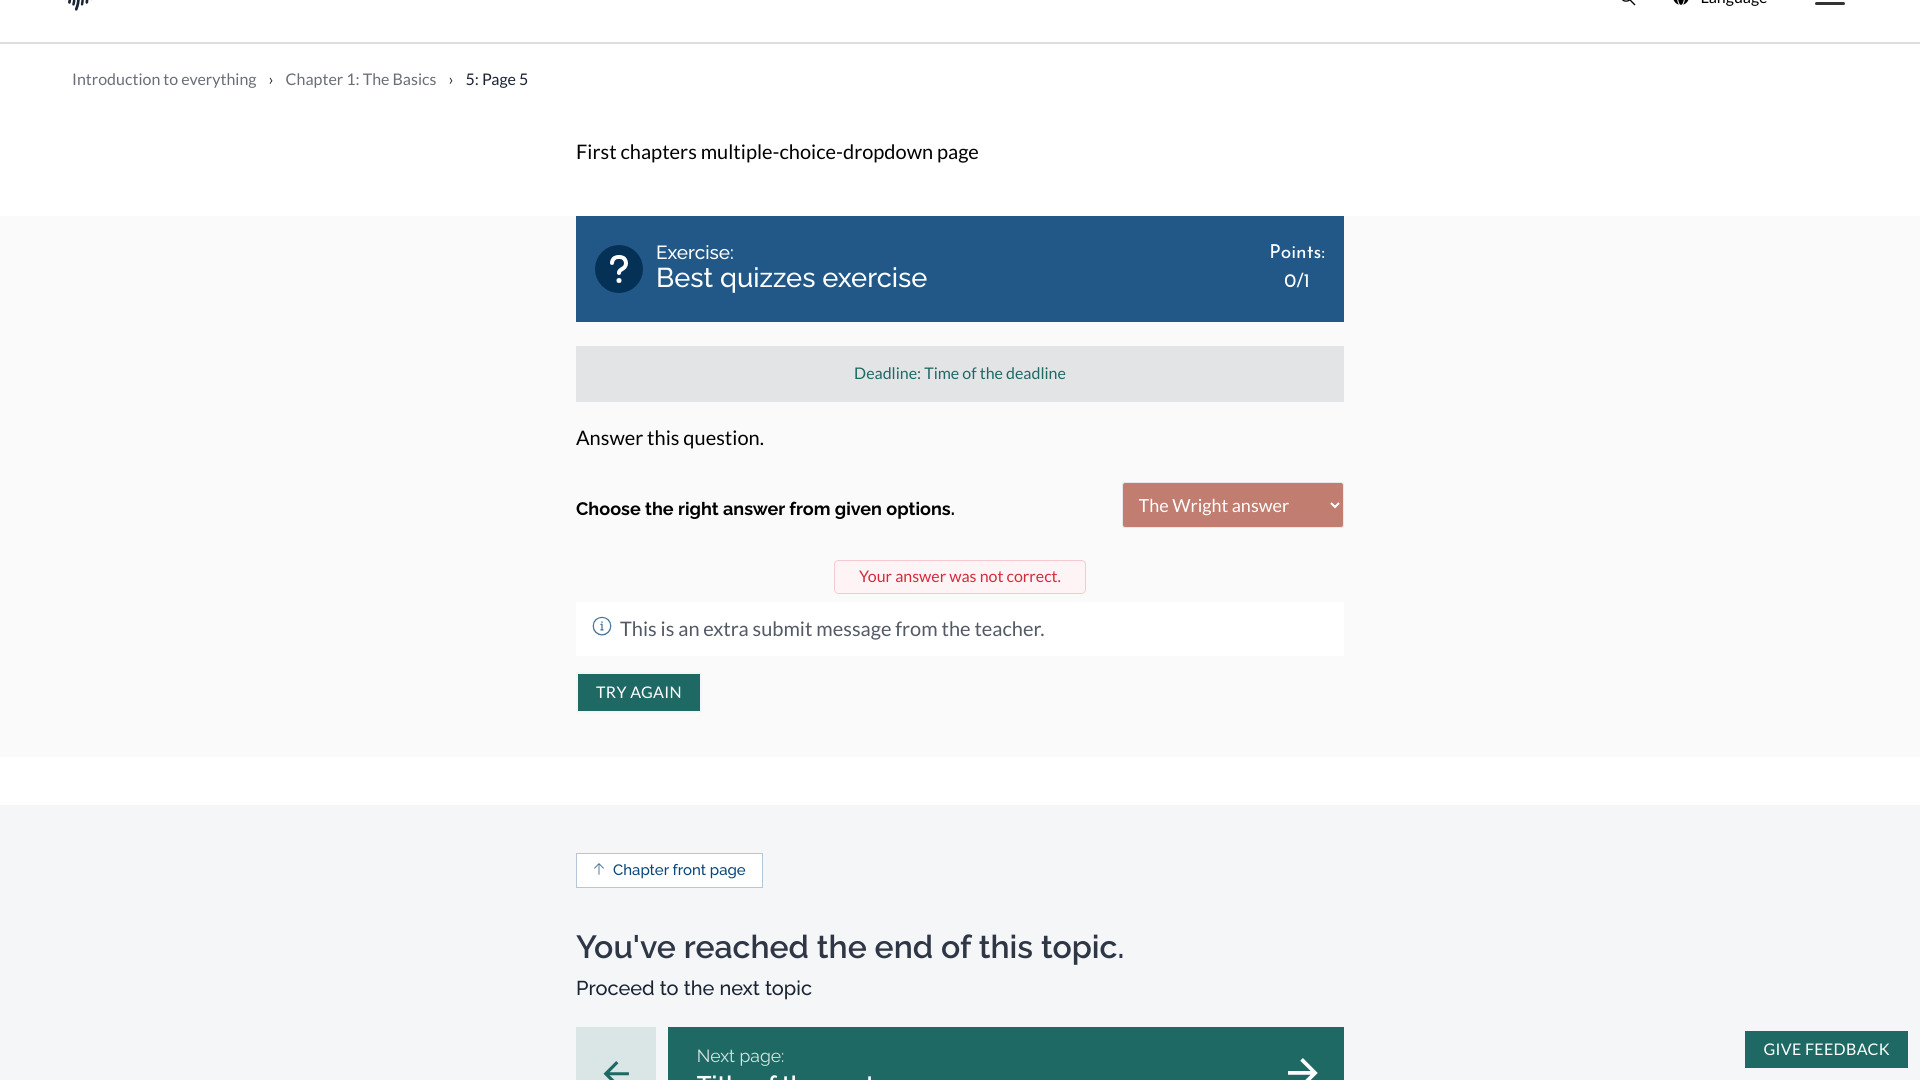 Language
Introduction to everything › Chapter 1: The Basics › 5: Page 5
First chapters multiple-choice-dropdown page
?
Exercise:
Best quizzes exercise
Points:
0/1
Deadline: Time of the deadline
Answer this question.
Choose the right answer from given options.
The Wright answer
Your answer was not correct.
This is an extra submit message from the teacher.
TRY AGAIN
Chapter front page
You've reached the end of this topic.
Proceed to the next topic
Next page:
GIVE FEEDBACK